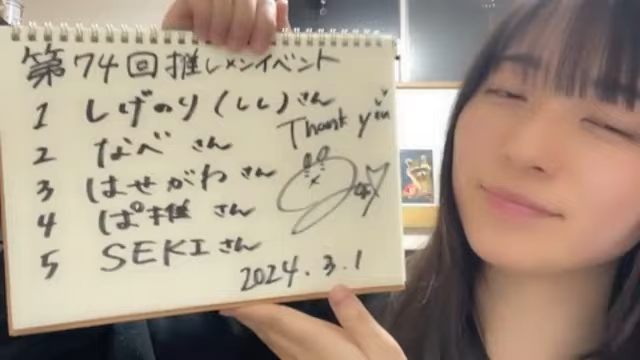 第74回推しメンイベント
1 しげのり(しし)さん
2 なべさん
3 はせがわさん
4 ぱ推さん
5 SEKIさん
Thank you
2024.3.1